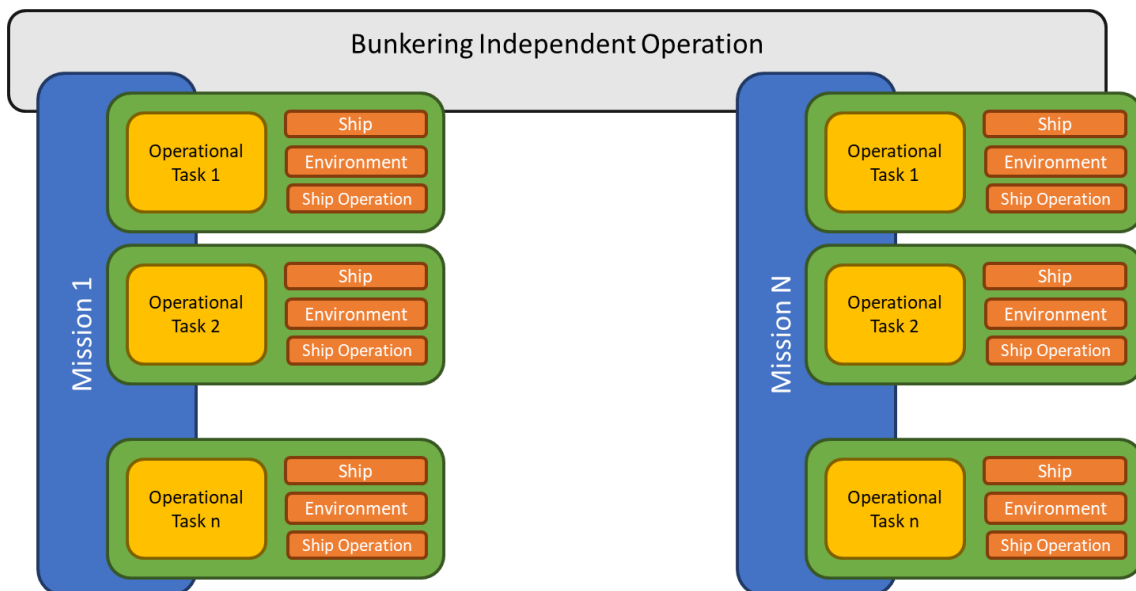 Bunkering Independent Operation
Mission 1
Operational
Task 1
Ship
Environment
Ship Operation
Operational
Task 2
Ship
Environment
Ship Operation
Operational
Task n
Ship
Environment
Ship Operation
Mission N
Operational
Task 1
Ship
Environment
Ship Operation
Operational
Task 2
Ship
Environment
Ship Operation
Operational
Task n
Ship
Environment
Ship Operation